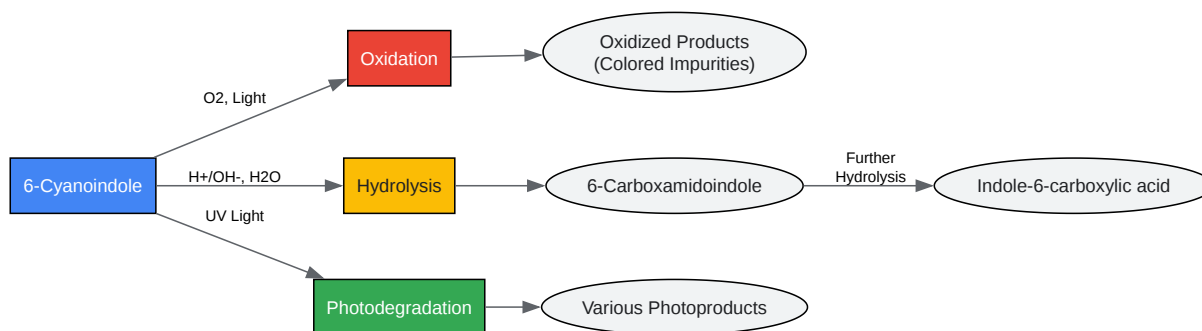 Oxidized Products
(Colored Impurities)
Oxidation
O2, Light
6-Cyanoindole
H+/OH-, H2O
Hydrolysis
6-Carboxamidoindole
Further
Hydrolysis
Indole-6-carboxylic acid
UV Light
Photodegradation
Various Photoproducts